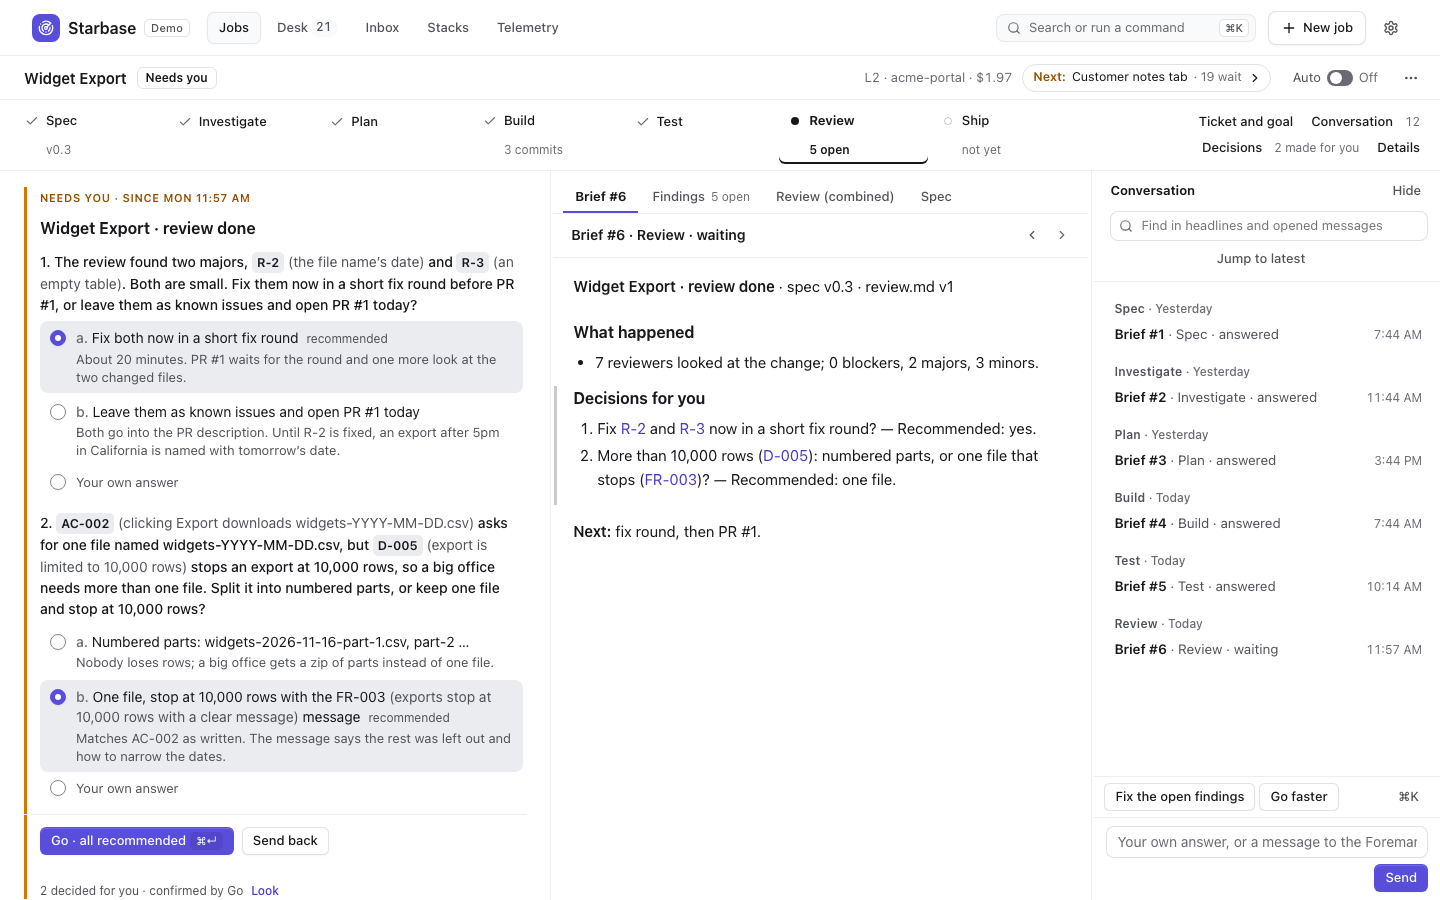 Starbase Demo Jobs Desk 21 Inbox Stacks Telemetry Search or run a command ⌘K + New job
Widget Export Needs you L2 · acme-portal · $1.97 Next: Customer notes tab · 19 wait Auto Off
Spec Investigate Plan Build Test Review Ship Ticket and goal Conversation 12
v0.3 3 commits 5 open not yet Decisions 2 made for you Details
NEEDS YOU · SINCE MON 11:57 AM
Widget Export · review done
1. The review found two majors, R-2 (the file name's date) and R-3 (an
empty table). Both are small. Fix them now in a short fix round before PR
#1, or leave them as known issues and open PR #1 today?
a. Fix both now in a short fix round recommended
About 20 minutes. PR #1 waits for the round and one more look at the
two changed files.
b. Leave them as known issues and open PR #1 today
Both go into the PR description. Until R-2 is fixed, an export after 5pm
in California is named with tomorrow's date.
Your own answer
2. AC-002 (clicking Export downloads widgets-YYYY-MM-DD.csv) asks
for one file named widgets-YYYY-MM-DD.csv, but D-005 (export is
limited to 10,000 rows) stops an export at 10,000 rows, so a big office
needs more than one file. Split it into numbered parts, or keep one file
and stop at 10,000 rows?
a. Numbered parts: widgets-2026-11-16-part-1.csv, part-2 …
Nobody loses rows; a big office gets a zip of parts instead of one file.
b. One file, stop at 10,000 rows with the FR-003 (exports stop at
10,000 rows with a clear message) message recommended
Matches AC-002 as written. The message says the rest was left out and
how to narrow the dates.
Your own answer
Go · all recommended ⌘↵ Send back
2 decided for you · confirmed by Go Look
Brief #6 Findings 5 open Review (combined) Spec
Brief #6 · Review · waiting
Widget Export · review done · spec v0.3 · review.md v1
What happened
• 7 reviewers looked at the change; 0 blockers, 2 majors, 3 minors.
Decisions for you
1. Fix R-2 and R-3 now in a short fix round? — Recommended: yes.
2. More than 10,000 rows (D-005): numbered parts, or one file that
stops (FR-003)? — Recommended: one file.
Next: fix round, then PR #1.
Conversation Hide
Find in headlines and opened messages
Jump to latest
Spec · Yesterday
Brief #1 · Spec · answered 7:44 AM
Investigate · Yesterday
Brief #2 · Investigate · answered 11:44 AM
Plan · Yesterday
Brief #3 · Plan · answered 3:44 PM
Build · Today
Brief #4 · Build · answered 7:44 AM
Test · Today
Brief #5 · Test · answered 10:14 AM
Review · Today
Brief #6 · Review · waiting 11:57 AM
Fix the open findings Go faster ⌘K
Your own answer, or a message to the Foreman
Send